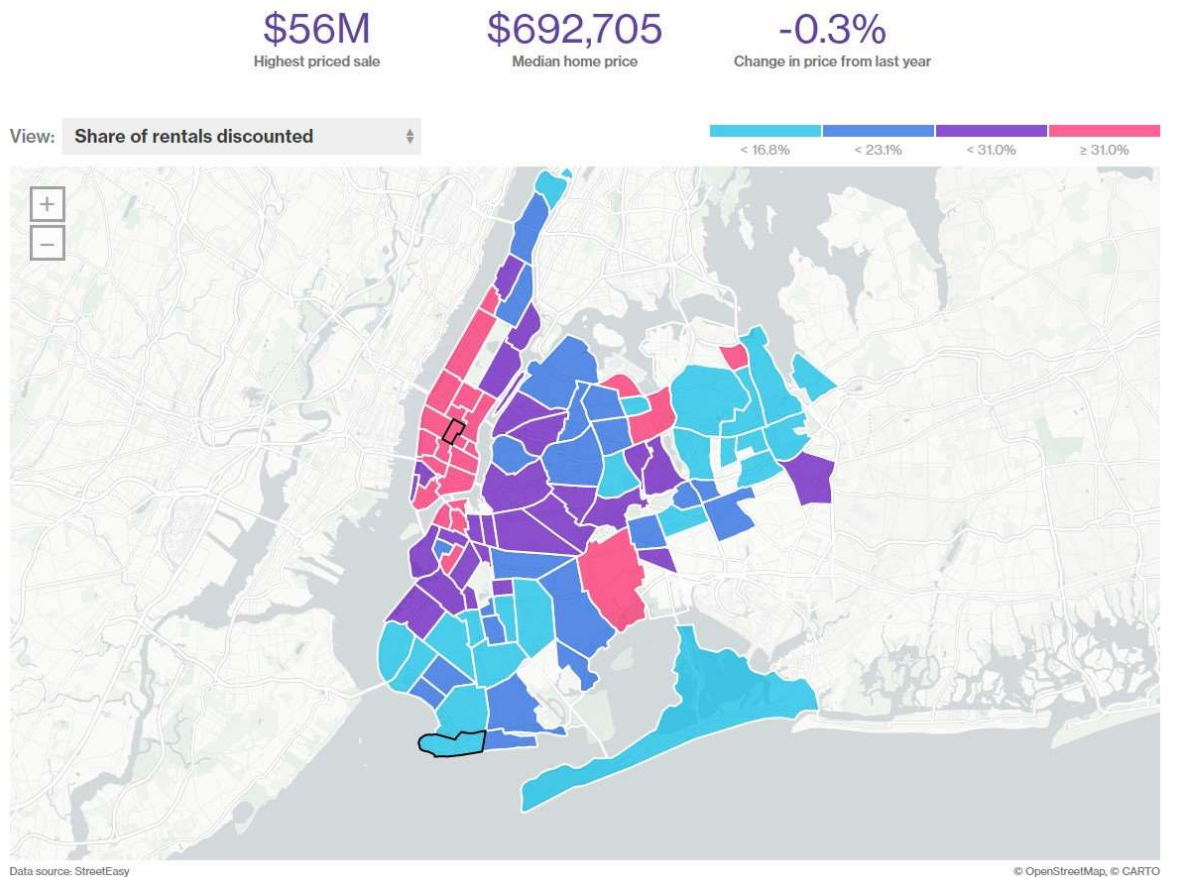 $56M $692,705 -0.3%
Highest priced sale Median home price Change in price from last year
View: Share of rentals discounted
< 16.8% < 23.1% < 31.0% ≥ 31.0%
+
−
Data source: StreetEasy © OpenStreetMap, © CARTO